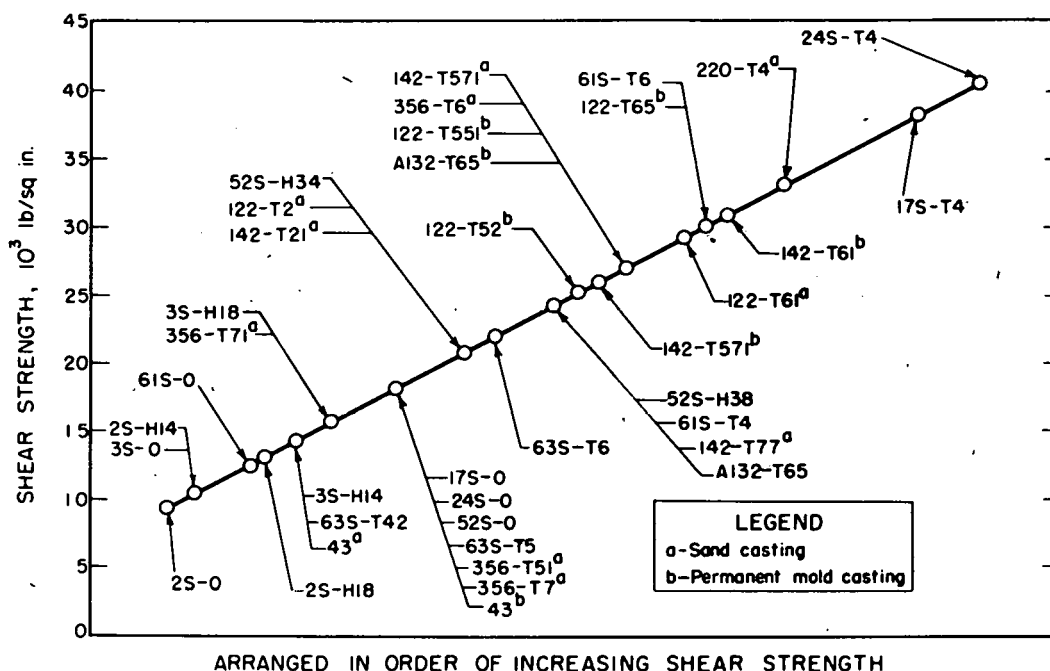 SHEAR STRENGTH, 10³ lb/sq in.
45
40
35
30
25
20
15
10
5
0
24S-T4
220-T4ᵃ
61S-T6
122-T65ᵇ
142-T571ᵃ
356-T6ᵃ
122-T551ᵇ
A132-T65ᵇ
17S-T4
52S-H34
122-T2ᵃ
142-T21ᵃ
122-T52ᵇ
142-T61ᵇ
122-T61ᵃ
3S-H18
356-T71ᵃ
142-T571ᵇ
61S-O
52S-H38
61S-T4
142-T77ᵃ
A132-T65
2S-H14
3S-O
63S-T6
17S-O
24S-O
52S-O
63S-T5
356-T51ᵃ
356-T7ᵃ
43ᵇ
3S-H14
63S-T42
43ᵃ
2S-O
2S-H18
LEGEND
a-Sand casting
b-Permanent mold casting
ARRANGED IN ORDER OF INCREASING SHEAR STRENGTH